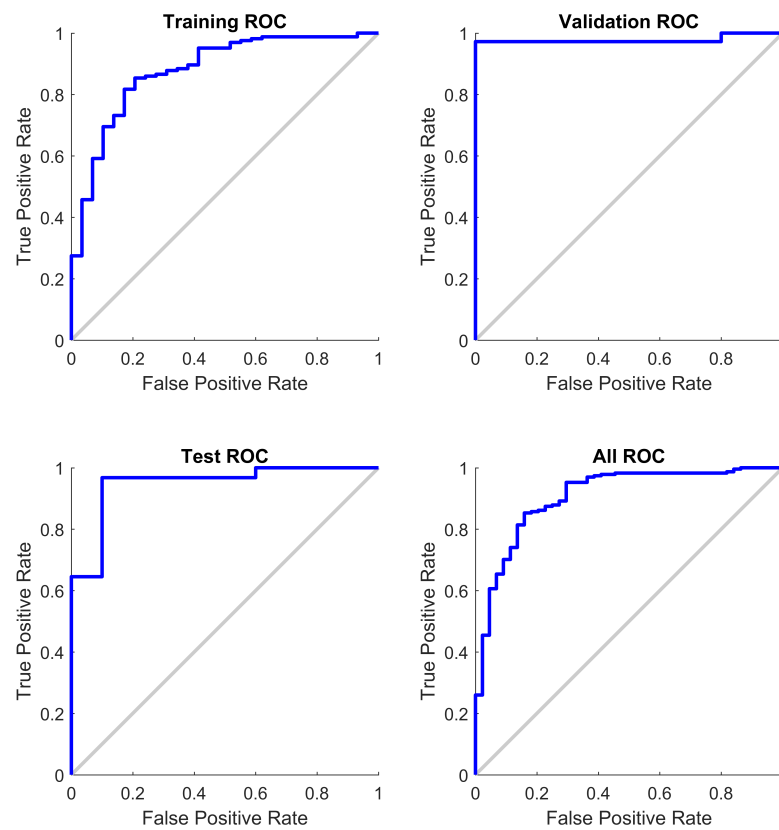 Training ROC
1
0.8
0.6
0.4
0.2
0
True Positive Rate
0 0.2 0.4 0.6 0.8 1
False Positive Rate
Validation ROC
1
0.8
0.6
0.4
0.2
0
True Positive Rate
0 0.2 0.4 0.6 0.8
False Positive Rate
Test ROC
1
0.8
0.6
0.4
0.2
0
True Positive Rate
0 0.2 0.4 0.6 0.8 1
False Positive Rate
All ROC
1
0.8
0.6
0.4
0.2
0
True Positive Rate
0 0.2 0.4 0.6 0.8
False Positive Rate